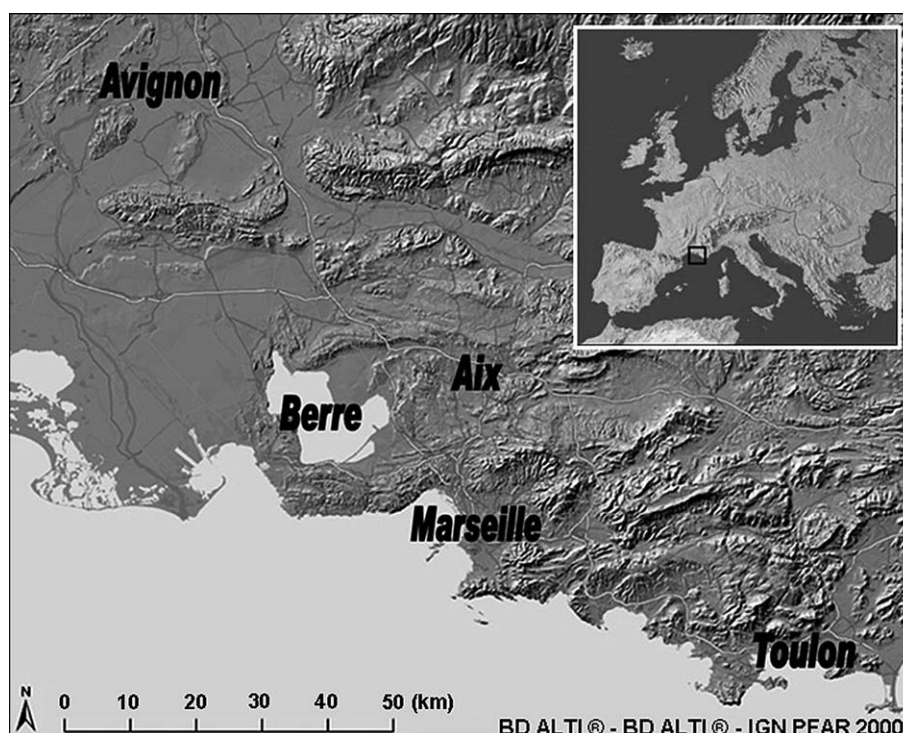 Avignon
Aix
Berre
Marseille
Toulon
N
0 10 20 30 40 50 (km)
BD ALTI® - BD ALTI® - IGN PFAR 2000